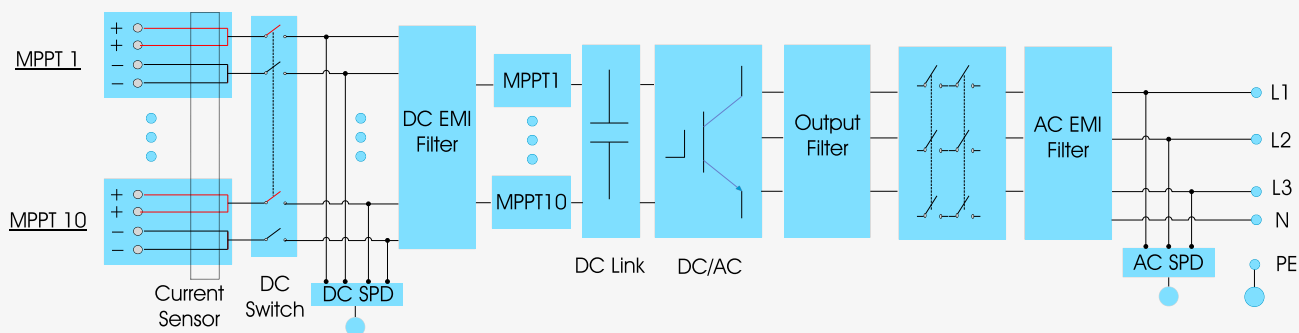 +
+
MPPT 1
−
−
+
+
MPPT 10
−
−
Current
Sensor
DC
Switch
DC SPD
DC EMI
Filter
MPPT1
MPPT10
DC Link
DC/AC
Output
Filter
AC EMI
Filter
L1
L2
L3
N
AC SPD
PE